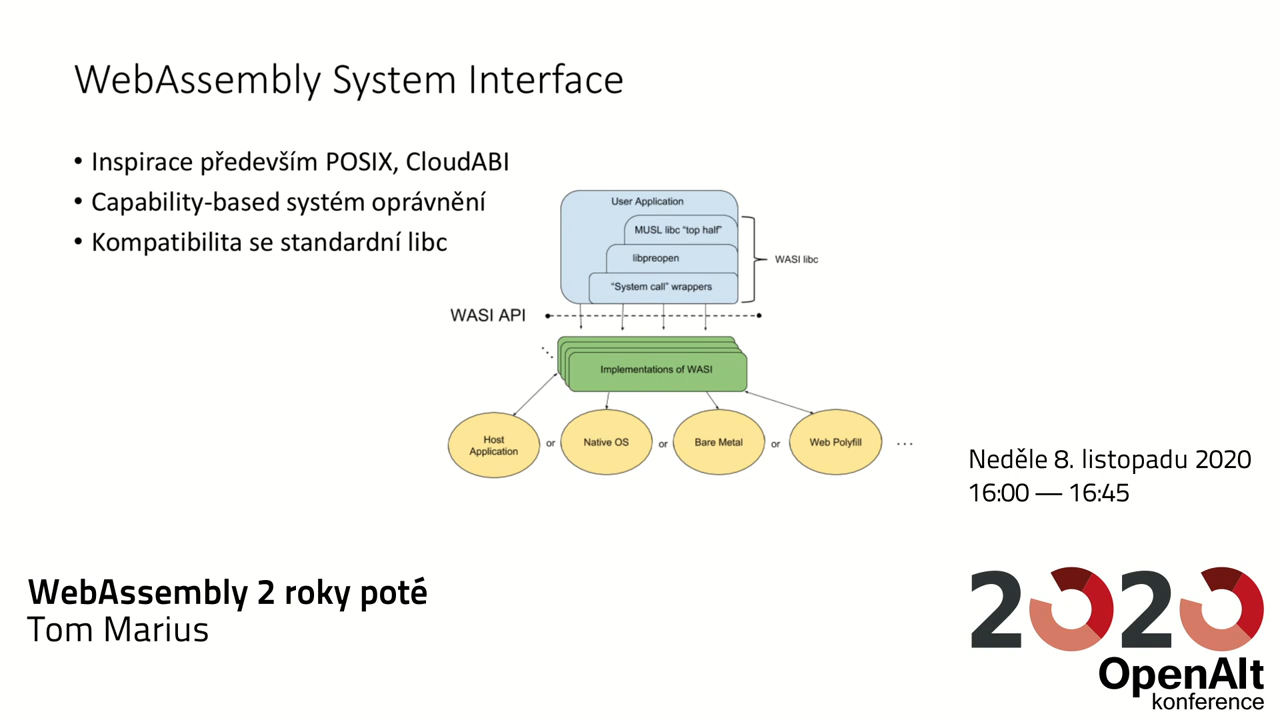 WebAssembly System Interface
• Inspirace především POSIX, CloudABI
• Capability-based systém oprávnění
• Kompatibilita se standardní libc
User Application
MUSL libc “top half”
libpreopen
“System call” wrappers
WASI libc
WASI API
Implementations of WASI
Host
Application
or
Native OS
or
Bare Metal
or
Web Polyfill
...
Neděle 8. listopadu 2020
16:00 — 16:45
WebAssembly 2 roky poté
Tom Marius
2020
OpenAlt
konference